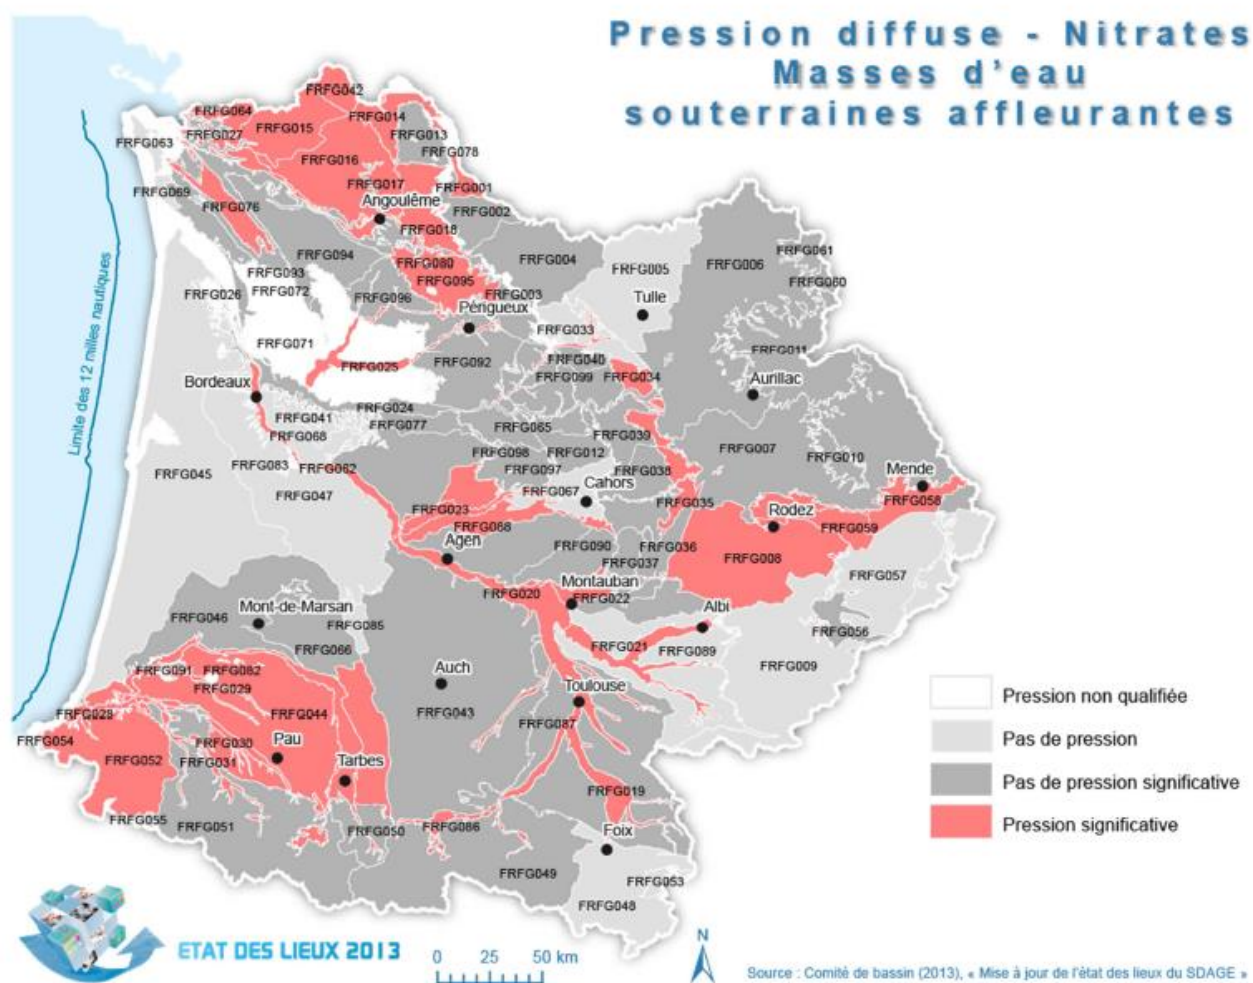 Pression diffuse - Nitrates
Masses d'eau
souterraines affleurantes
FRFG042
FRFG064
FRFG014
FRFG027
FRFG015
FRFG013
FRFG063
FRFG078
FRFG016
FRFG017
FRFG001
FRFG069
Angoulême
FRFG076
FRFG002
FRFG018
FRFG094
FRFG061
FRFG080
FRFG004
FRFG006
FRFG093
FRFG005
FRFG095
FRFG060
FRFG026
FRFG072
FRFG096
FRFG003
Tulle
Périgueux
FRFG033
FRFG071
FRFG011
FRFG092
FRFG040
FRFG025
FRFG099
FRFG034
Bordeaux
Aurillac
FRFG024
FRFG041
FRFG077
FRFG065
FRFG068
FRFG039
FRFG098
FRFG012
FRFG007
FRFG010
FRFG083
FRFG062
FRFG097
FRFG038
Mende
FRFG045
FRFG047
FRFG067
Cahors
FRFG058
FRFG023
FRFG035
Rodez
FRFG088
FRFG059
Agen
FRFG090
FRFG036
FRFG008
FRFG037
FRFG057
Montauban
FRFG020
FRFG022
Mont-de-Marsan
Albi
FRFG046
FRFG085
FRFG056
FRFG021
FRFG066
FRFG089
FRFG009
FRFG091
FRFG082
Auch
FRFG029
Toulouse
FRFG028
FRFG044
FRFG043
FRFG087
FRFG054
FRFG030
Pau
FRFG052
FRFG031
Tarbes
FRFG019
FRFG055
FRFG051
FRFG050
FRFG086
Foix
FRFG049
FRFG053
FRFG048
Limite des 12 milles nautiques
Pression non qualifiée
Pas de pression
Pas de pression significative
Pression significative
ETAT DES LIEUX 2013
0 25 50 km
N
Source : Comité de bassin (2013), « Mise à jour de l'état des lieux du SDAGE »